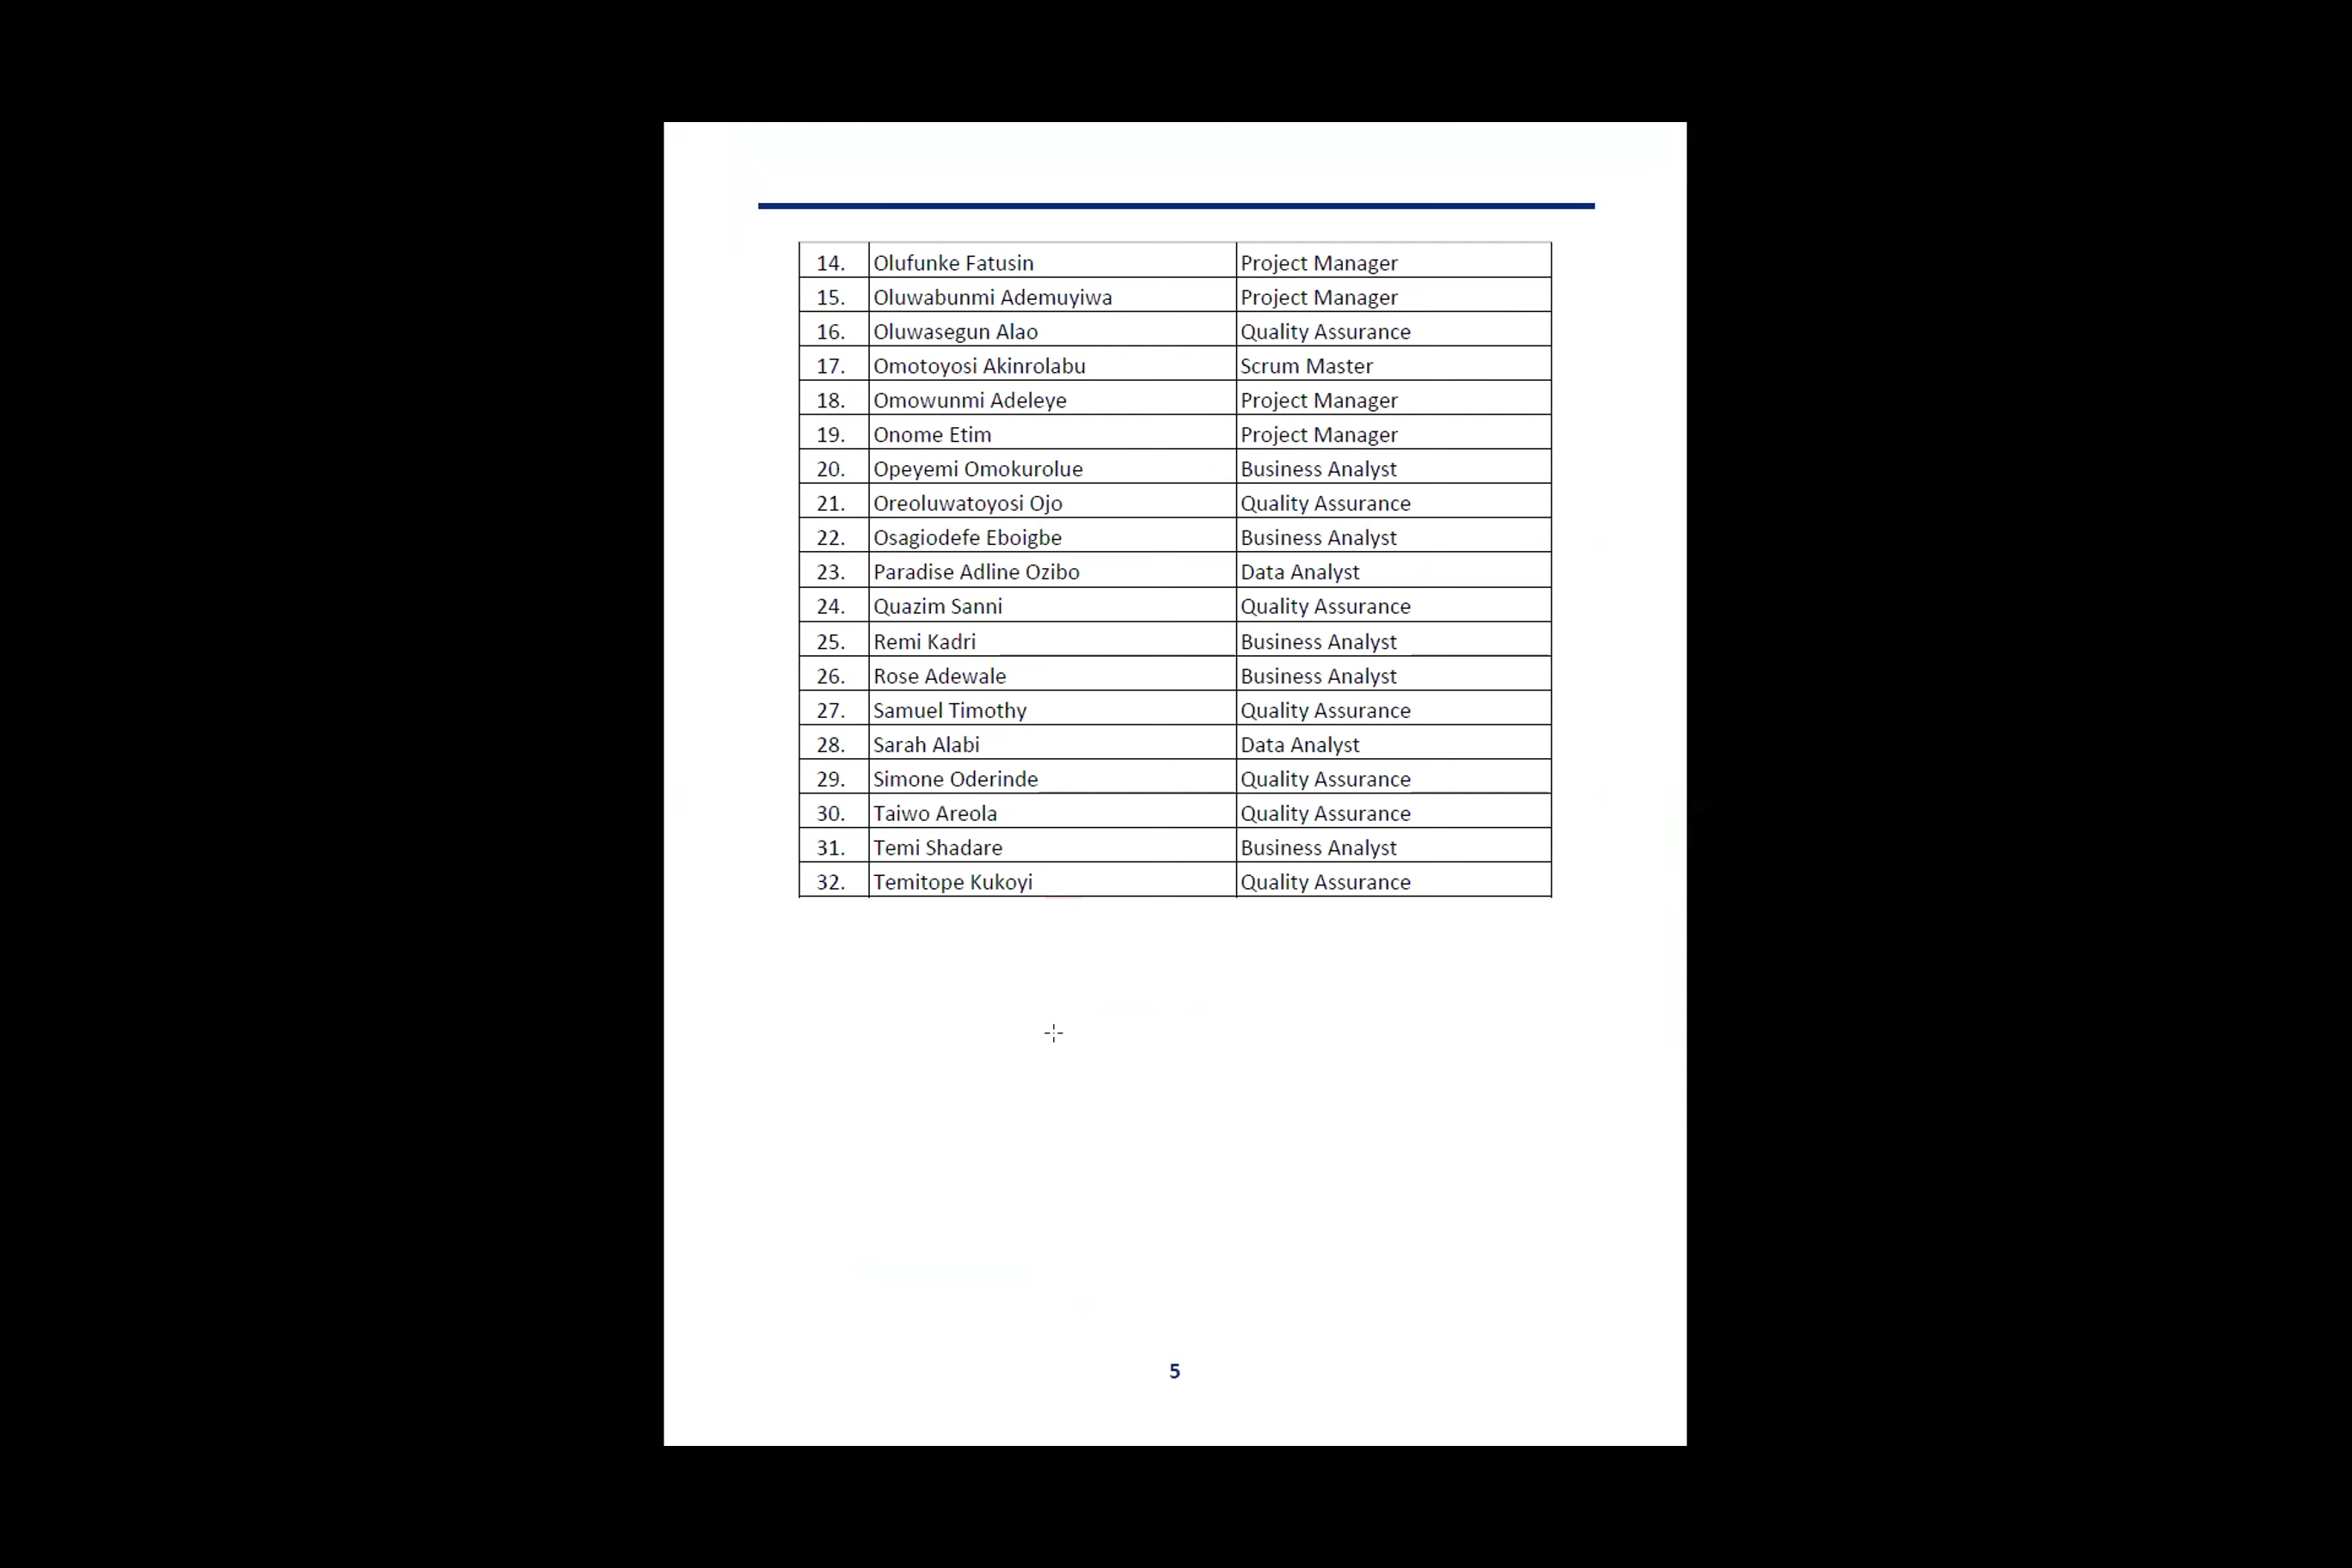 14. Olufunke Fatusin Project Manager
15. Oluwabunmi Ademuyiwa Project Manager
16. Oluwasegun Alao Quality Assurance
17. Omotoyosi Akinrolabu Scrum Master
18. Omowunmi Adeleye Project Manager
19. Onome Etim Project Manager
20. Opeyemi Omokurolue Business Analyst
21. Oreoluwatoyosi Ojo Quality Assurance
22. Osagiodefe Eboigbe Business Analyst
23. Paradise Adline Ozibo Data Analyst
24. Quazim Sanni Quality Assurance
25. Remi Kadri Business Analyst
26. Rose Adewale Business Analyst
27. Samuel Timothy Quality Assurance
28. Sarah Alabi Data Analyst
29. Simone Oderinde Quality Assurance
30. Taiwo Areola Quality Assurance
31. Temi Shadare Business Analyst
32. Temitope Kukoyi Quality Assurance
5